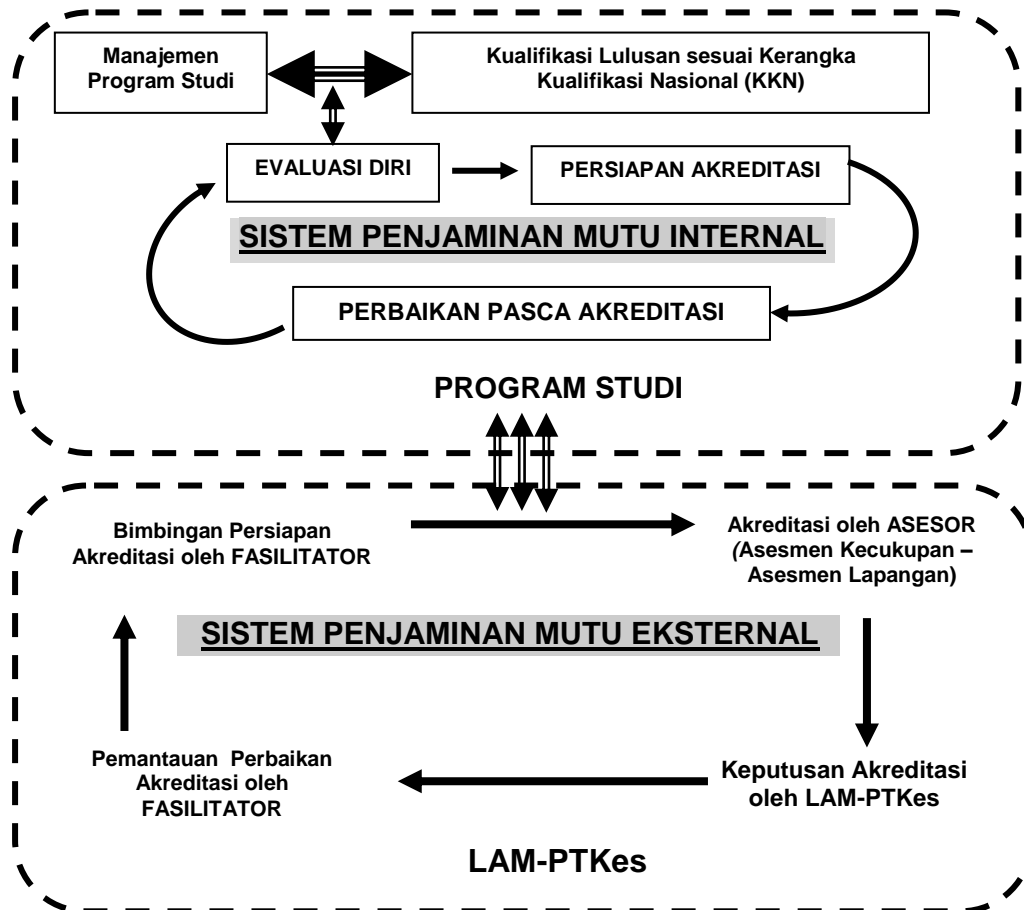 Manajemen
Program Studi
Kualifikasi Lulusan sesuai Kerangka
Kualifikasi Nasional (KKN)
EVALUASI DIRI
PERSIAPAN AKREDITASI
SISTEM PENJAMINAN MUTU INTERNAL
PERBAIKAN PASCA AKREDITASI
PROGRAM STUDI
Bimbingan Persiapan
Akreditasi oleh FASILITATOR
Akreditasi oleh ASESOR
(Asesmen Kecukupan –
Asesmen Lapangan)
SISTEM PENJAMINAN MUTU EKSTERNAL
Pemantauan Perbaikan
Akreditasi oleh
FASILITATOR
Keputusan Akreditasi
oleh LAM-PTKes
LAM-PTKes